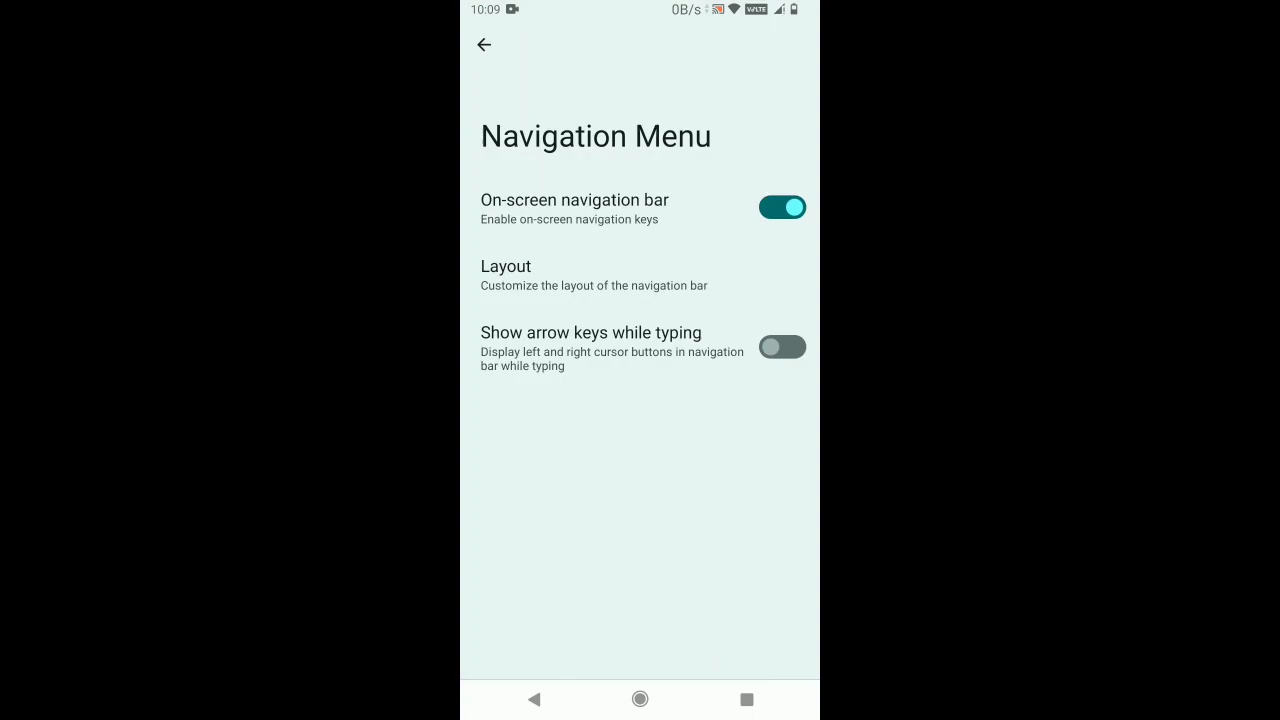 10:09 0B/s VoLTE
Navigation Menu
On-screen navigation bar
Enable on-screen navigation keys
Layout
Customize the layout of the navigation bar
Show arrow keys while typing
Display left and right cursor buttons in navigation
bar while typing